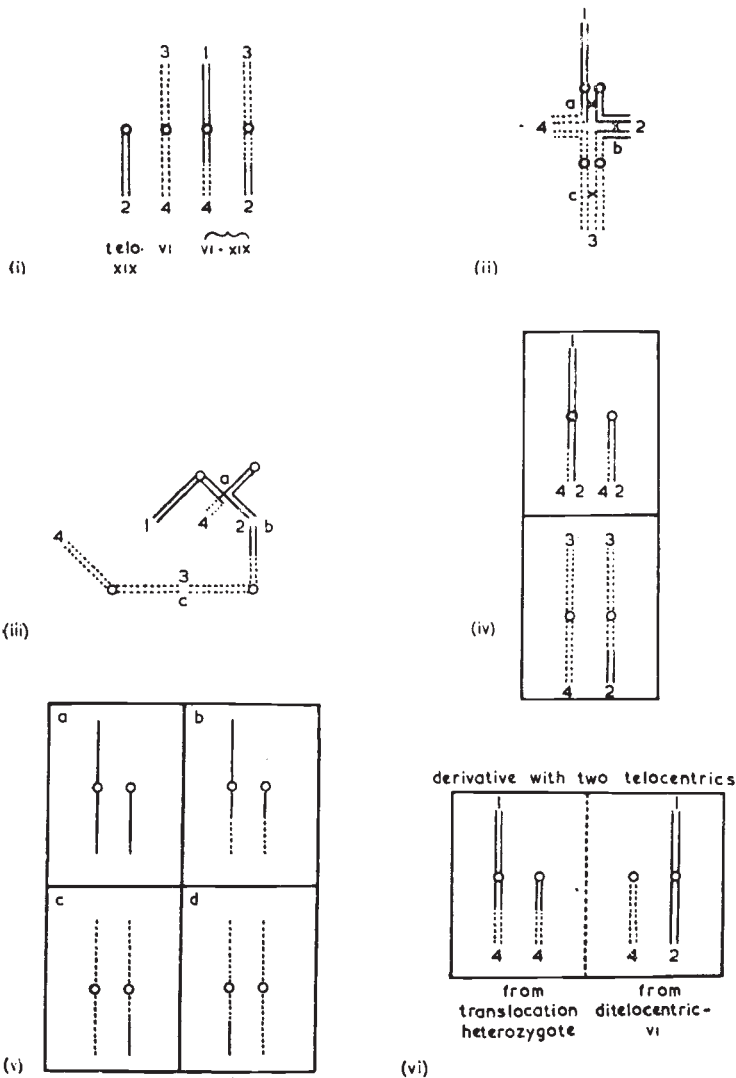 3 1 3
2 4 4 2
telo- VI VI - XIX
XIX
(i)
1
a
4 2
b
c
3
(ii)
a
1 4 2 b
4
3
c
(iii)
1
4 2 4 2
3 3
4 2
(iv)
a b
c d
(v)
derivative with two telocentrics
1 1
4 4 4 2
from from
translocation ditelocentric-
heterozygote VI
(vi)